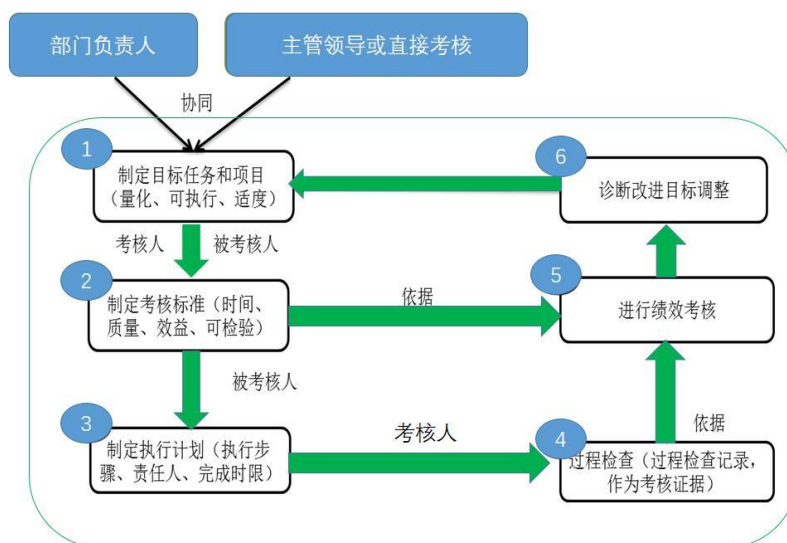 部门负责人
主管领导或直接考核
协同
1
制定目标任务和项目
（量化、可执行、适度）
6
诊断改进目标调整
考核人 被考核人
2
制定考核标准（时间、
质量、效益、可检验）
依据
5
进行绩效考核
被考核人
3
制定执行计划（执行步
骤、责任人、完成时限）
考核人
4
过程检查（过程检查记录，
作为考核证据）
依据